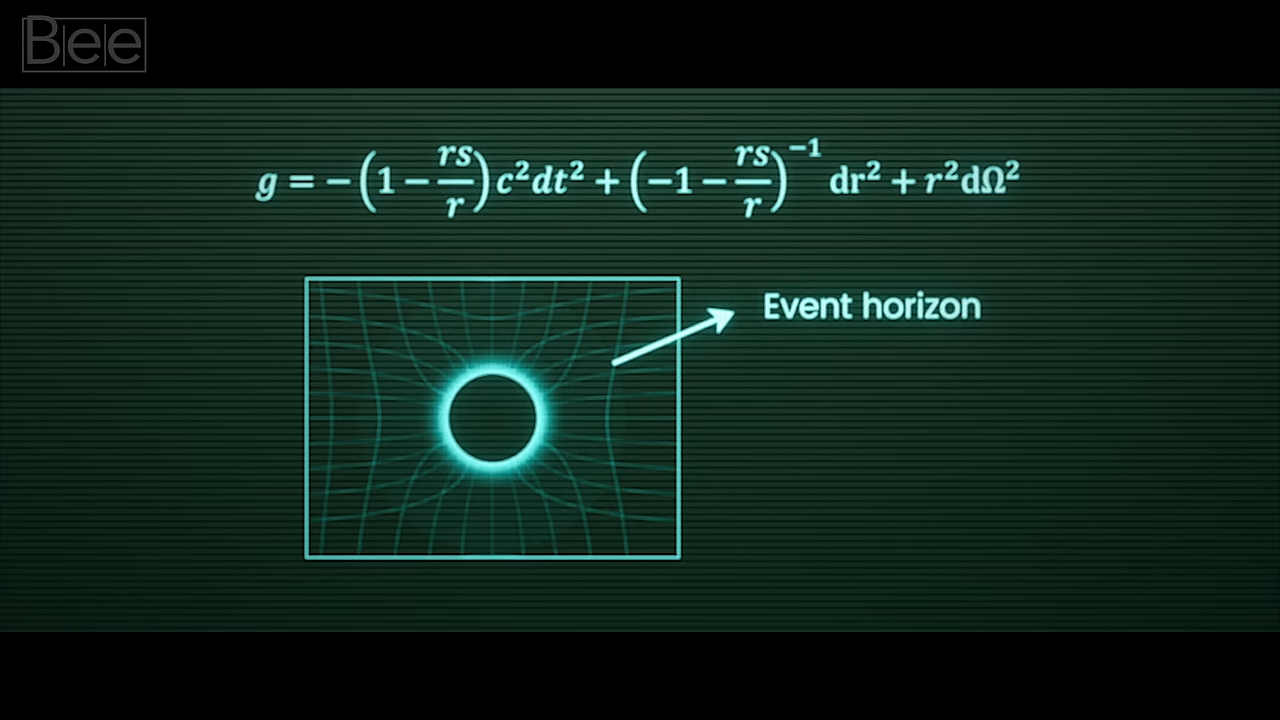 Bee
g = −(1 − rs/r)c²dt² + (−1 − rs/r)⁻¹ dr² + r²dΩ²
Event horizon